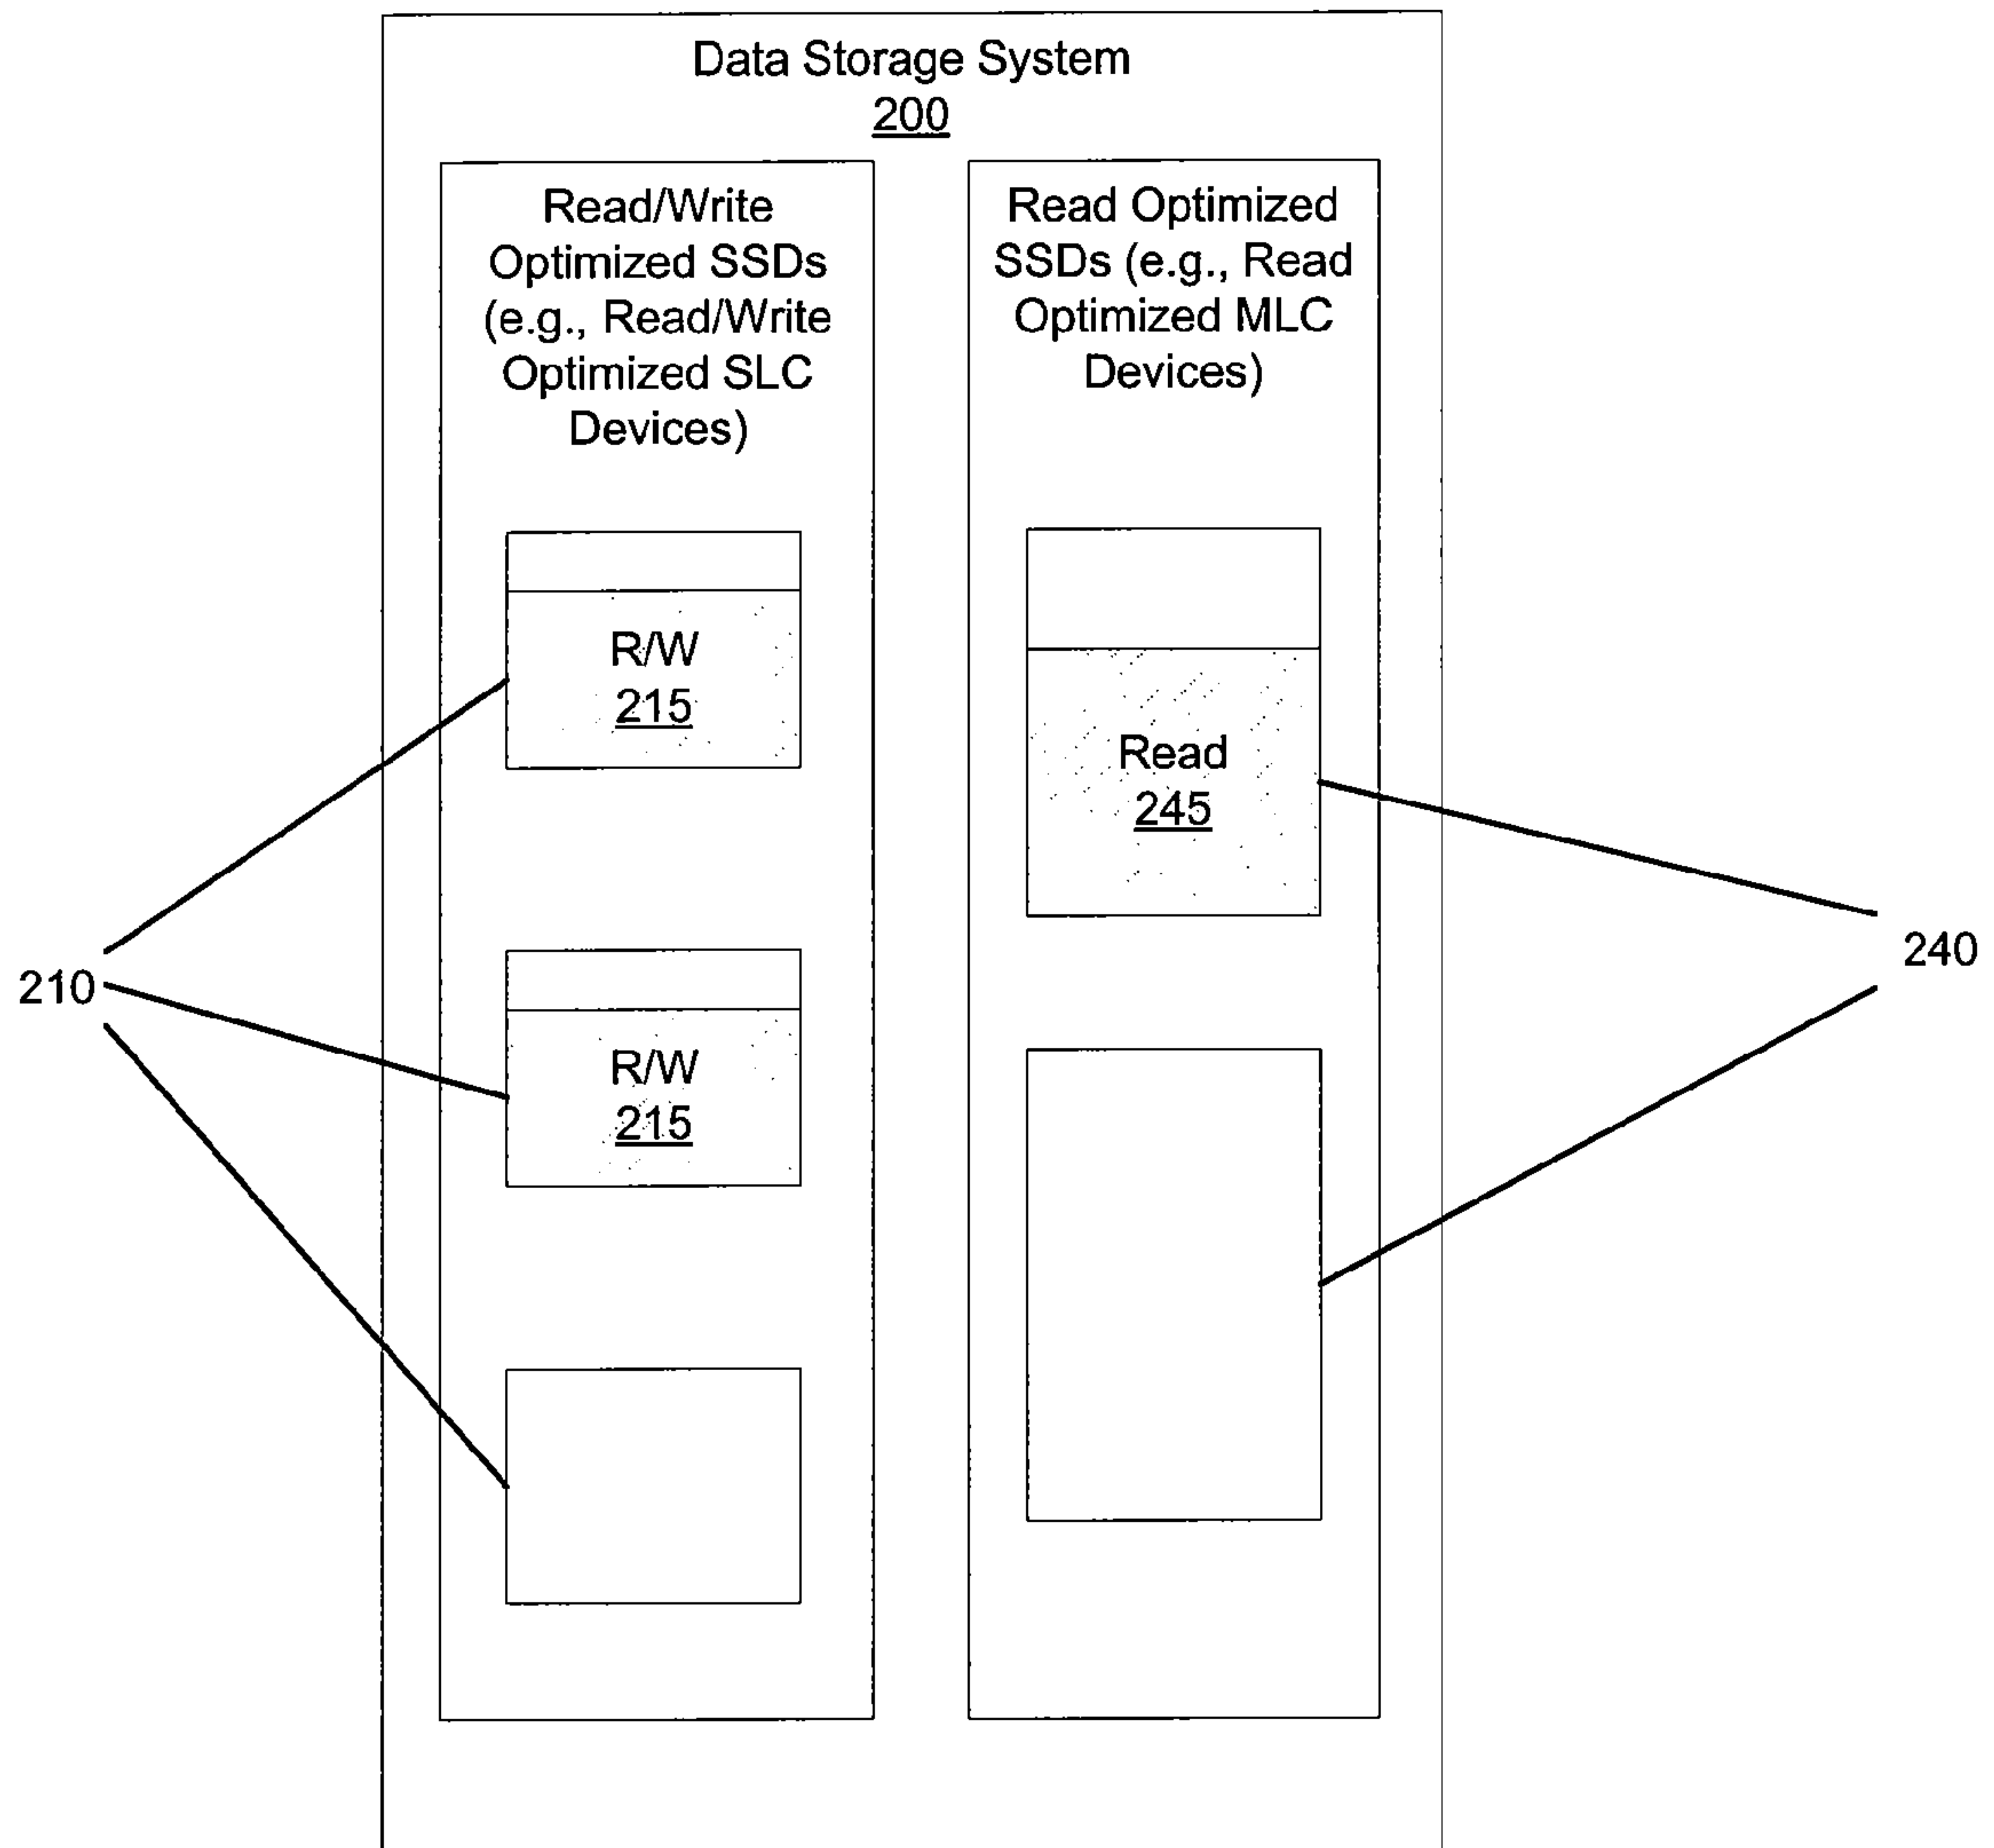 Data Storage System
200
Read/Write
Optimized SSDs
(e.g., Read/Write
Optimized SLC
Devices)
Read Optimized
SSDs (e.g., Read
Optimized MLC
Devices)
R/W
215
Read
245
210
240
R/W
215